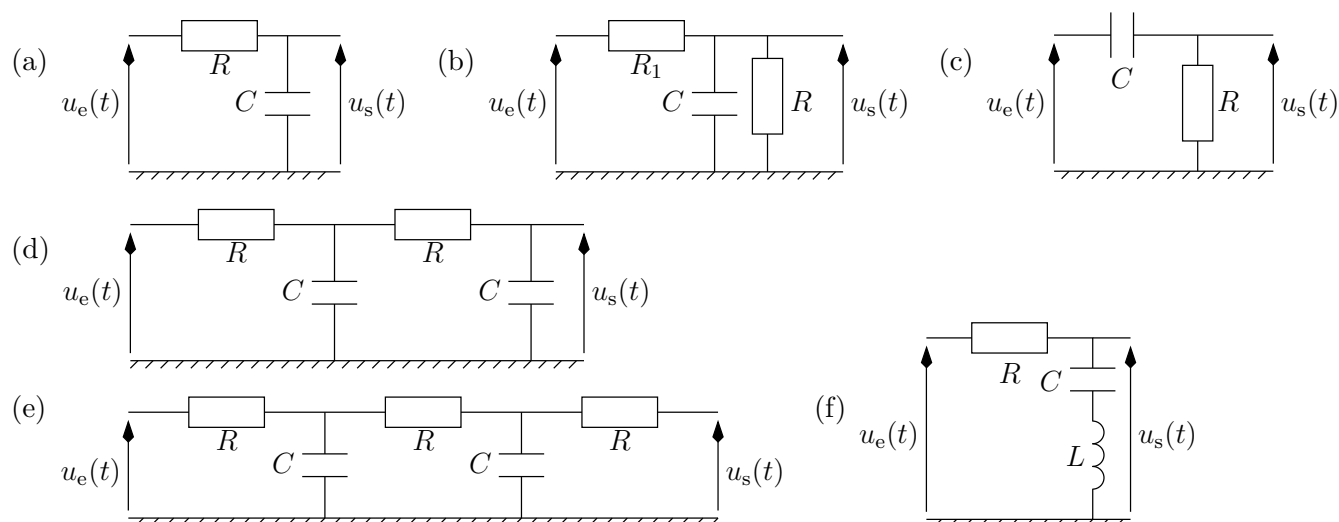 (a) u_e(t) R C u_s(t)
(b) u_e(t) R_1 C R u_s(t)
(c) u_e(t) C R u_s(t)
(d) u_e(t) R C R C u_s(t)
(e) u_e(t) R C R C R u_s(t)
(f) u_e(t) R C L u_s(t)